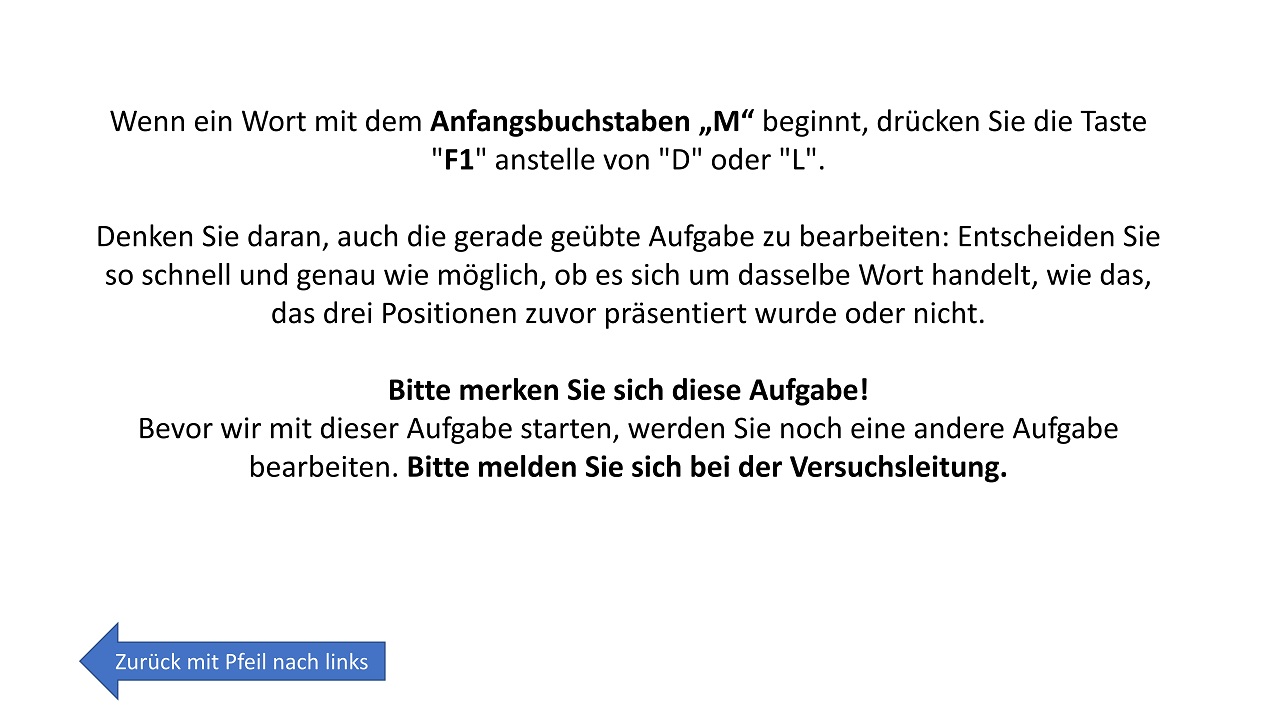 Wenn ein Wort mit dem Anfangsbuchstaben „M“ beginnt, drücken Sie die Taste
"F1" anstelle von "D" oder "L".
Denken Sie daran, auch die gerade geübte Aufgabe zu bearbeiten: Entscheiden Sie
so schnell und genau wie möglich, ob es sich um dasselbe Wort handelt, wie das,
das drei Positionen zuvor präsentiert wurde oder nicht.
Bitte merken Sie sich diese Aufgabe!
Bevor wir mit dieser Aufgabe starten, werden Sie noch eine andere Aufgabe
bearbeiten. Bitte melden Sie sich bei der Versuchsleitung.
Zurück mit Pfeil nach links